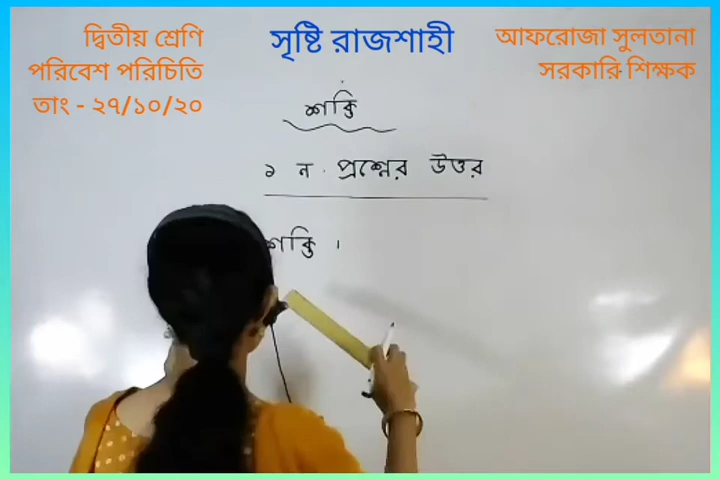 দ্বিতীয় শ্রেণি
পরিবেশ পরিচিতি
তাং - ২৭/১০/২০
সৃষ্টি রাজশাহী
আফরোজা সুলতানা
সরকারি শিক্ষক
শক্তি
১ ন. প্রশ্নের উত্তর
শক্তি ।